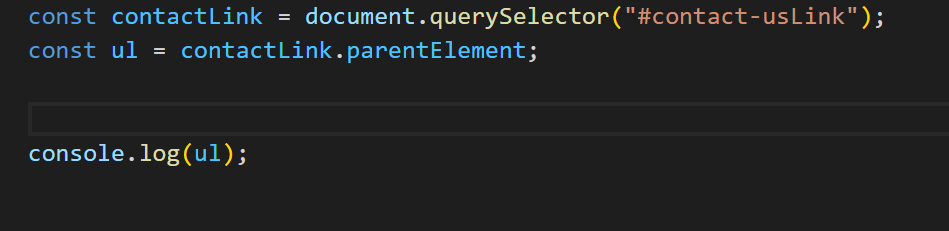 const contactLink = document.querySelector("#contact-usLink");
const ul = contactLink.parentElement;
console.log(ul);